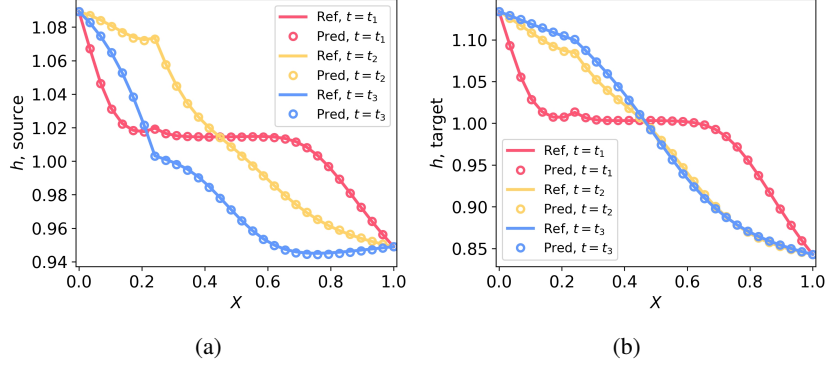 1.08
1.06
1.04
1.02
1.00
0.98
0.96
0.94
h, source
0.0 0.2 0.4 0.6 0.8 1.0
X
Ref, t = t₁
Pred, t = t₁
Ref, t = t₂
Pred, t = t₂
Ref, t = t₃
Pred, t = t₃
(a)
1.10
1.05
1.00
0.95
0.90
0.85
h, target
0.0 0.2 0.4 0.6 0.8 1.0
X
Ref, t = t₁
Pred, t = t₁
Ref, t = t₂
Pred, t = t₂
Ref, t = t₃
Pred, t = t₃
(b)